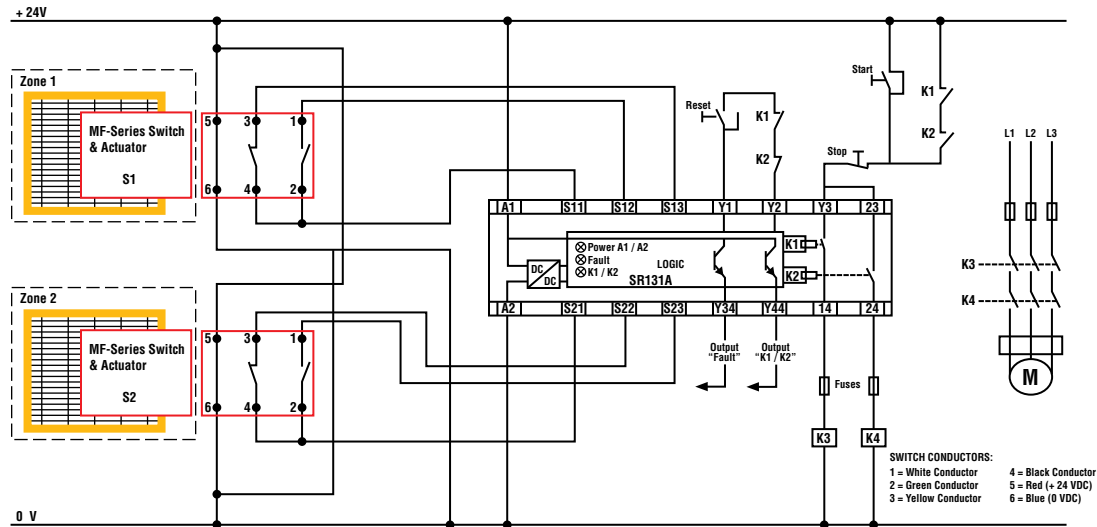 + 24V
Zone 1
MF-Series Switch
& Actuator
S1
5 3 1
6 4 2
Reset
K1
K2
Start
Stop
K1
K2
L1 L2 L3
A1 S11 S12 S13 Y1 Y2 Y3 23
Power A1 / A2
Fault
K1 / K2
LOGIC
SR131A
DC
DC
K1
K2
A2 S21 S22 S23 Y34 Y44 14 24
K3
K4
M
Zone 2
MF-Series Switch
& Actuator
S2
5 3 1
6 4 2
Output
"Fault"
Output
"K1 / K2"
Fuses
K3 K4
SWITCH CONDUCTORS:
1 = White Conductor
2 = Green Conductor
3 = Yellow Conductor
4 = Black Conductor
5 = Red (+ 24 VDC)
6 = Blue (0 VDC)
0 V